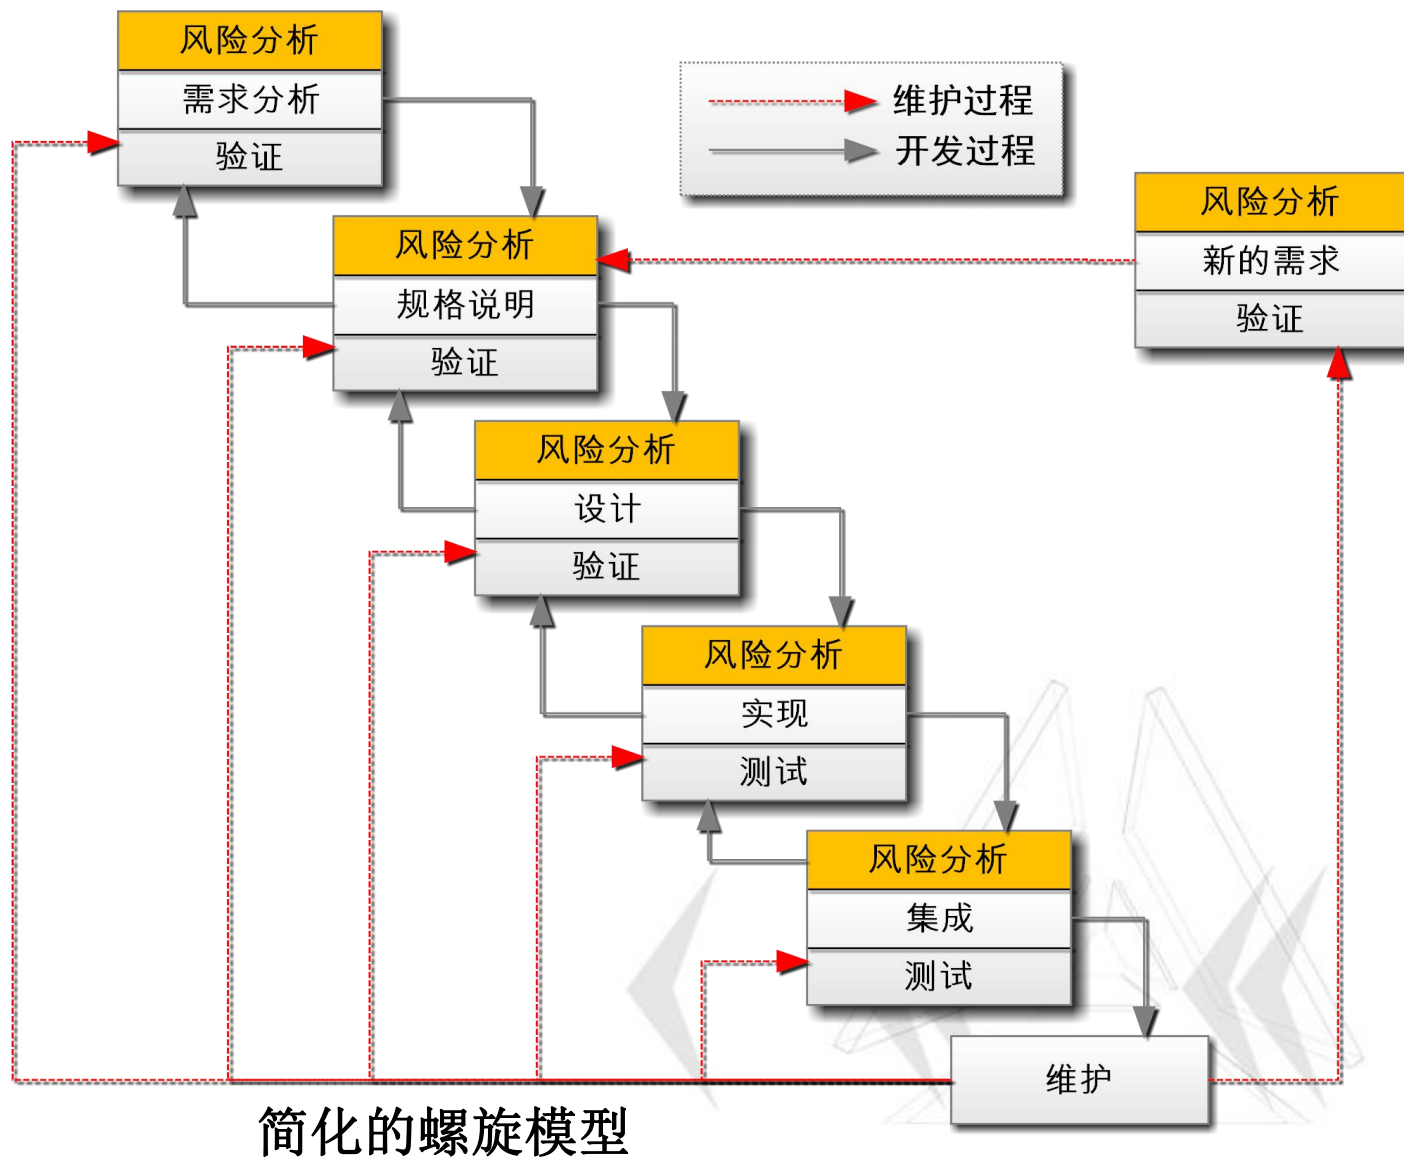 风险分析
需求分析
验证
维护过程
开发过程
风险分析
新的需求
验证
风险分析
规格说明
验证
风险分析
设计
验证
风险分析
实现
测试
风险分析
集成
测试
维护
简化的螺旋模型